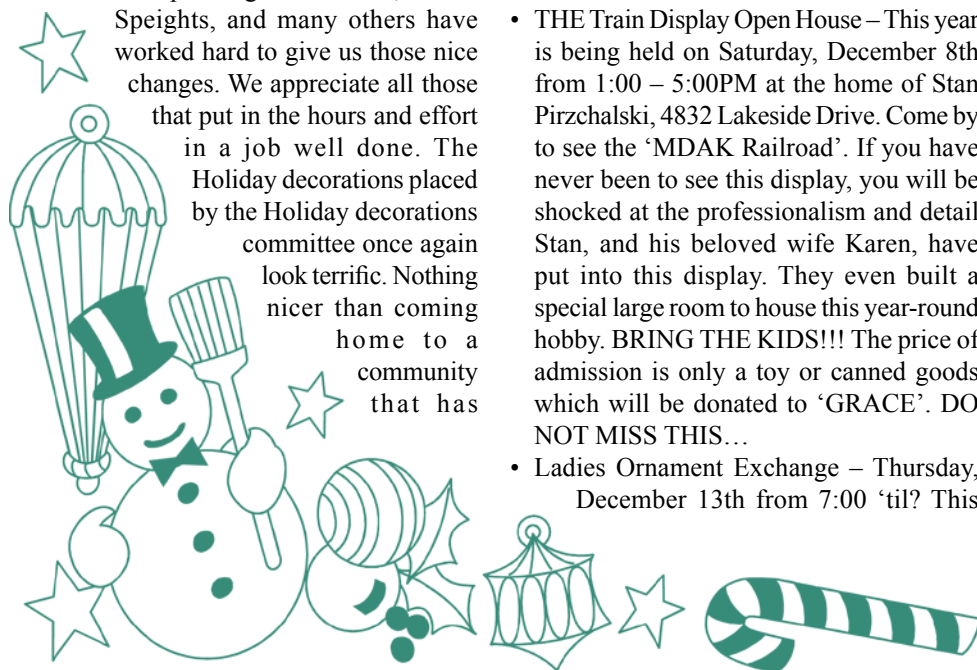 Speights, and many others have
worked hard to give us those nice
changes. We appreciate all those
that put in the hours and effort
in a job well done. The
Holiday decorations placed
by the Holiday decorations
committee once again
look terrific. Nothing
nicer than coming
home to a
community
that has
• THE Train Display Open House – This year
is being held on Saturday, December 8th
from 1:00 – 5:00PM at the home of Stan
Pirzchalski, 4832 Lakeside Drive. Come by
to see the ‘MDAK Railroad’. If you have
never been to see this display, you will be
shocked at the professionalism and detail
Stan, and his beloved wife Karen, have
put into this display. They even built a
special large room to house this year-round
hobby. BRING THE KIDS!!! The price of
admission is only a toy or canned goods
which will be donated to ‘GRACE’. DO
NOT MISS THIS…
• Ladies Ornament Exchange – Thursday,
December 13th from 7:00 ‘til? This